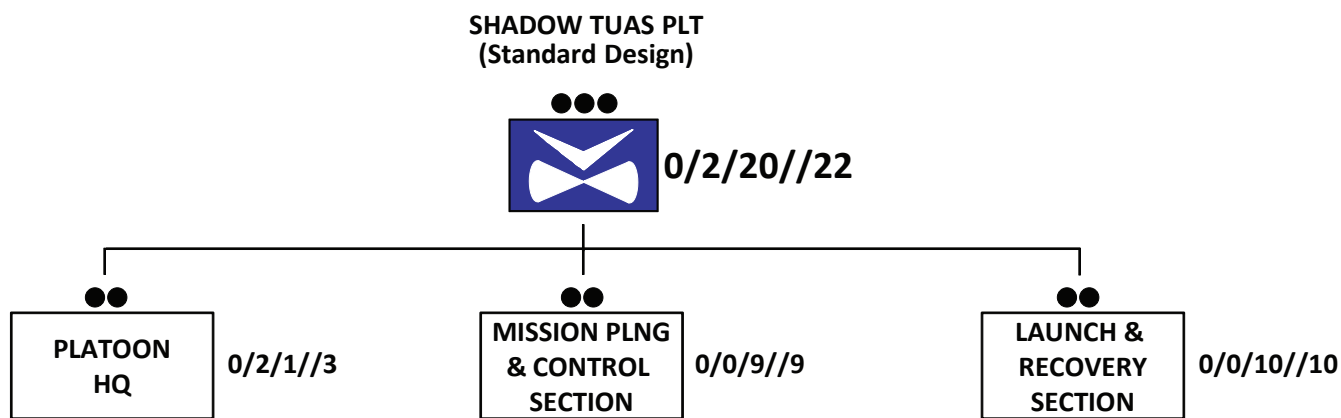 SHADOW TUAS PLT
(Standard Design)
0/2/20//22
PLATOON
HQ
0/2/1//3
MISSION PLNG
& CONTROL
SECTION
0/0/9//9
LAUNCH &
RECOVERY
SECTION
0/0/10//10